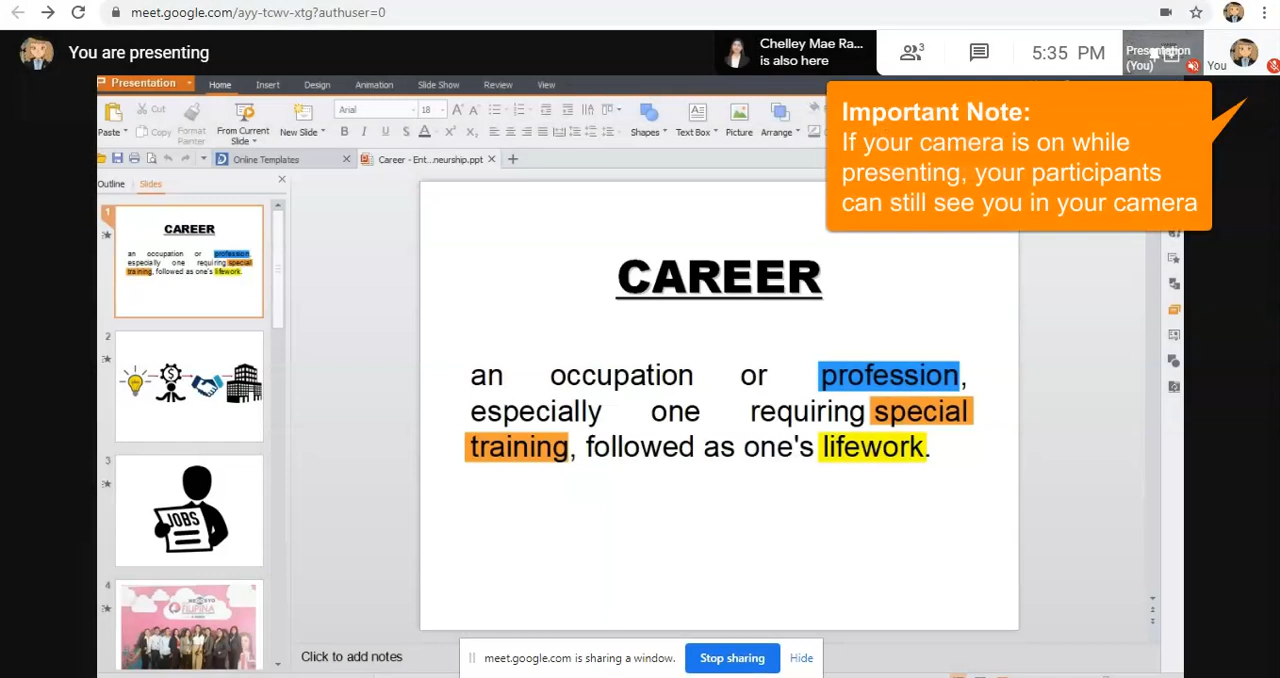 meet.google.com/ayy-tcwv-xtg?authuser=0
You are presenting
Chelley Mae Ra...
is also here
3
5:35 PM
Presentation
(You)
You
Important Note:
If your camera is on while
presenting, your participants
can still see you in your camera
Presentation
Home
Insert
Design
Animation
Slide Show
Review
View
Paste
Cut
Copy
Format
Painter
From Current
Slide
New Slide
Arial
18
B I U S A
Shapes
Text Box
Picture
Arrange
Online Templates
Career - Ent...neurship.ppt
Outline
Slides
1
CAREER
an occupation or profession,
especially one requiring special
training, followed as one's lifework.
2
3
JOBS
4
FILIPINA
CAREER
an occupation or profession,
especially one requiring special
training, followed as one's lifework.
Click to add notes
meet.google.com is sharing a window.
Stop sharing
Hide